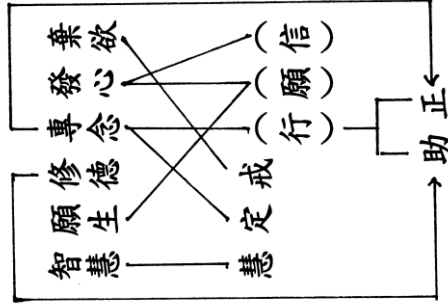 棄欲
發心
專念
修德
願生
智慧
(信)
(願)
(行)
戒
定
慧
正
助